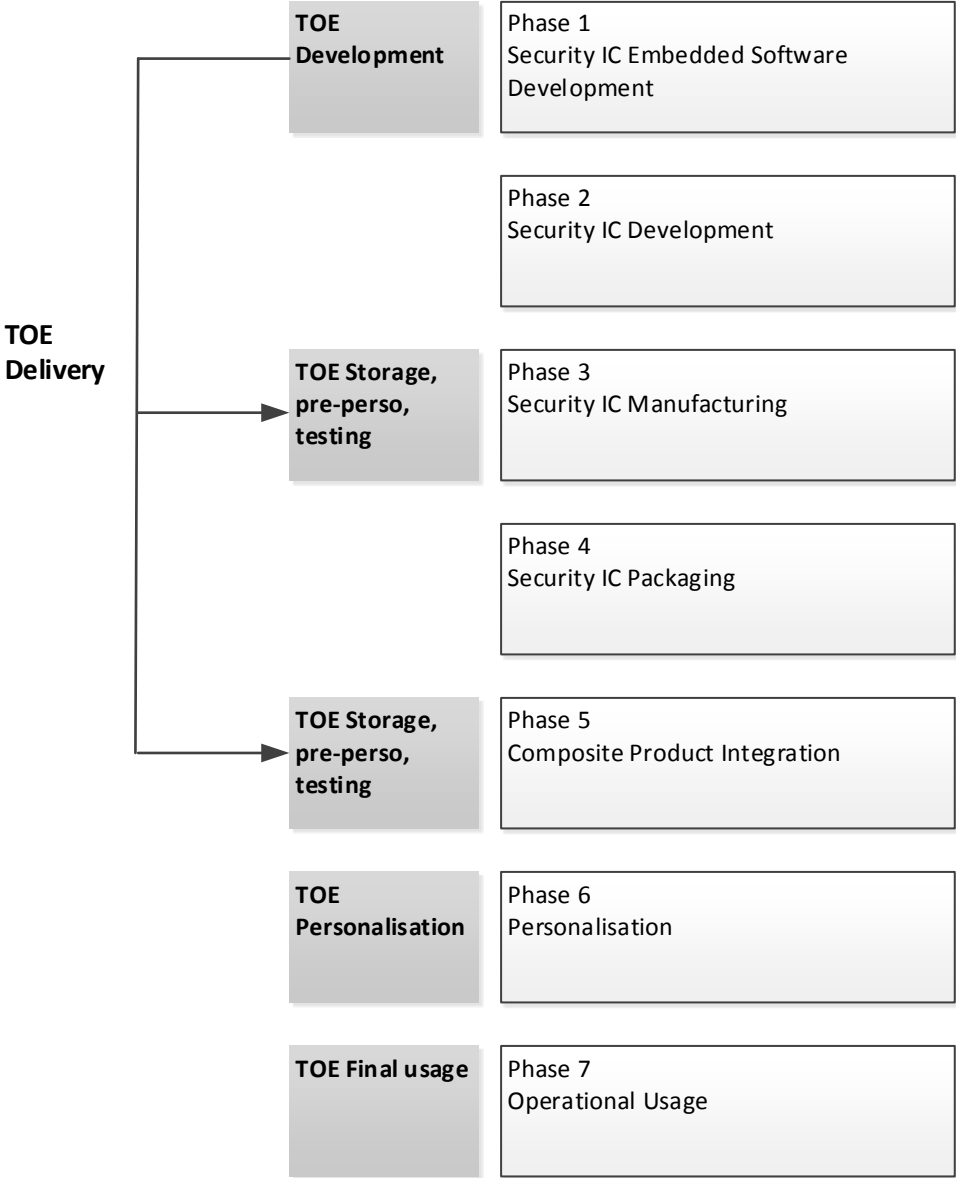 TOE
Development
Phase 1
Security IC Embedded Software
Development
Phase 2
Security IC Development
TOE
Delivery
TOE Storage,
pre-perso,
testing
Phase 3
Security IC Manufacturing
Phase 4
Security IC Packaging
TOE Storage,
pre-perso,
testing
Phase 5
Composite Product Integration
TOE
Personalisation
Phase 6
Personalisation
TOE Final usage
Phase 7
Operational Usage